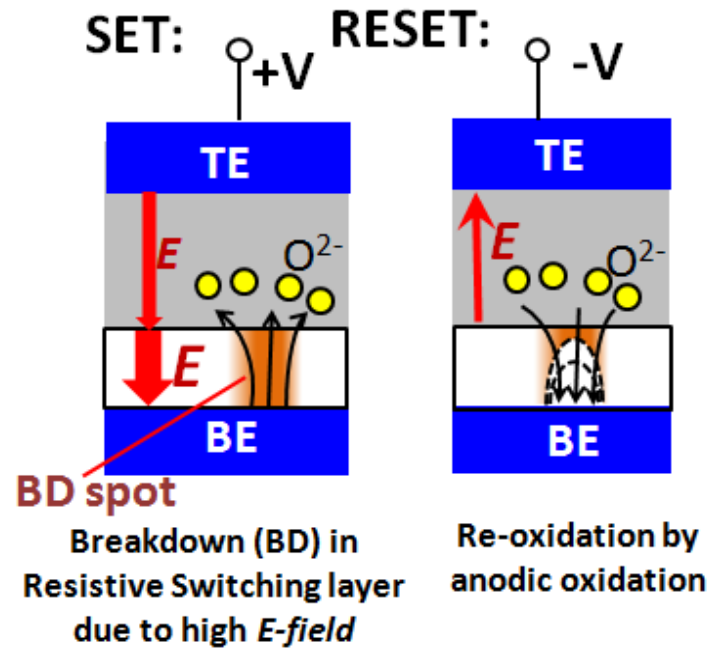 SET:
+V
TE
E
O2-
E
BE
BD spot
Breakdown (BD) in
Resistive Switching layer
due to high E-field
RESET:
-V
TE
E
O2-
BE
Re-oxidation by
anodic oxidation